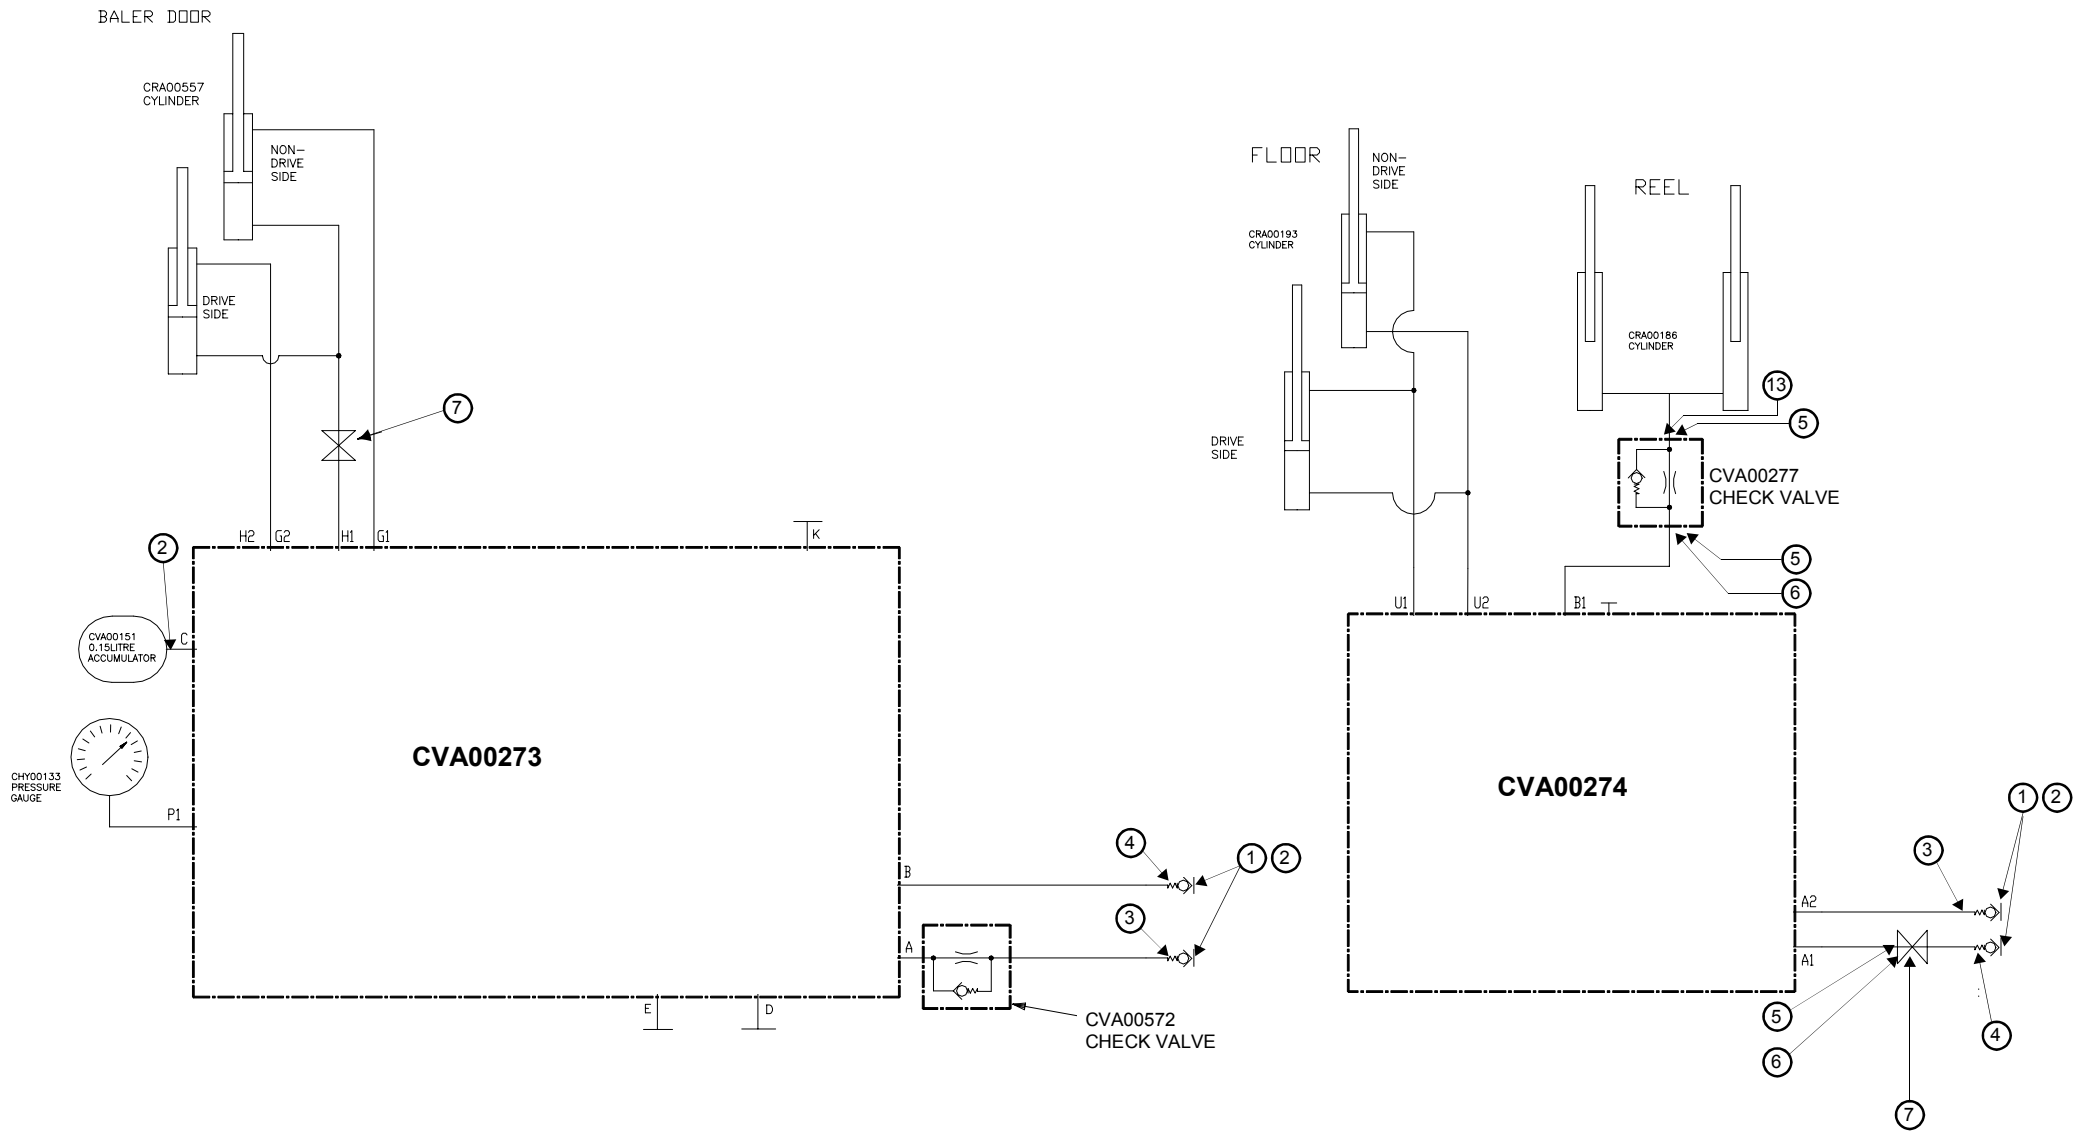 BALER DOOR
CRA00557
CYLINDER
NON-
DRIVE
SIDE
DRIVE
SIDE
7
H2
G2
H1
G1
K
2
CVA00151
0.15LITRE
ACCUMULATOR
C
CHY00133
PRESSURE
GAUGE
P1
CVA00273
B
A
E
D
4
3
1
2
CVA00572
CHECK VALVE
FLOOR
NON-
DRIVE
SIDE
CRA00193
CYLINDER
DRIVE
SIDE
REEL
CRA00186
CYLINDER
13
5
CVA00277
CHECK VALVE
5
6
U1
U2
B1
CVA00274
1
2
3
A2
A1
5
6
4
7